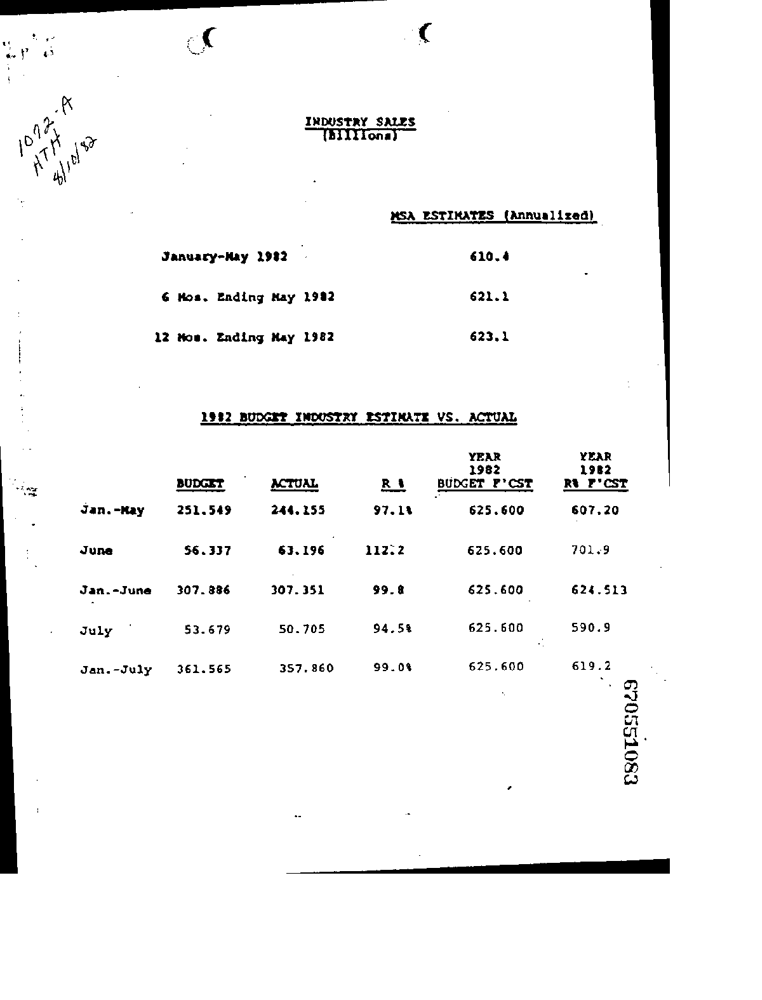 1072-A
HTH
8/10/82
INDUSTRY SALES
(Billions)
MSA ESTIMATES (Annualized)
January-May 1982 610.4
6 Mos. Ending May 1982 621.1
12 Mos. Ending May 1982 623.1
1982 BUDGET INDUSTRY ESTIMATE VS. ACTUAL
YEAR YEAR
1982 1982
BUDGET ACTUAL R % BUDGET F'CST R% F'CST
Jan.-May 251.549 244.155 97.1% 625.600 607.20
June 56.337 63.196 112.2 625.600 701.9
Jan.-June 307.886 307.351 99.8 625.600 624.513
July 53.679 50.705 94.5% 625.600 590.9
Jan.-July 361.565 357.860 99.0% 625.600 619.2
670551083